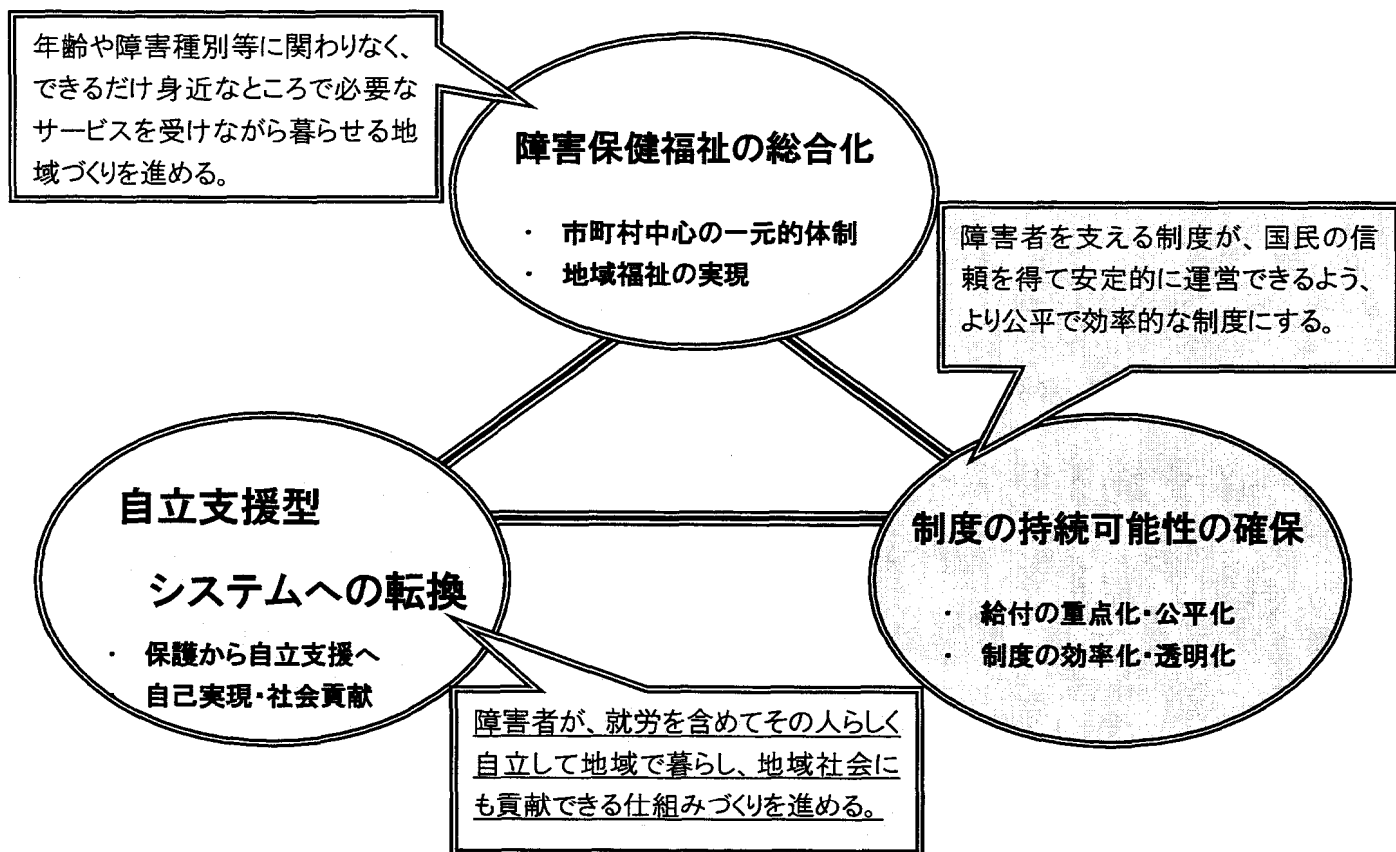 年齢や障害種別等に関わりなく、
できるだけ身近なところで必要な
サービスを受けながら暮らせる地
域づくりを進める。
障害保健福祉の総合化
・ 市町村中心の一元的体制
・ 地域福祉の実現
障害者を支える制度が、国民の信
頼を得て安定的に運営できるよう、
より公平で効率的な制度にする。
自立支援型
システムへの転換
・ 保護から自立支援へ
・ 自己実現・社会貢献
制度の持続可能性の確保
・ 給付の重点化・公平化
・ 制度の効率化・透明化
障害者が、就労を含めてその人らしく
自立して地域で暮らし、地域社会に
も貢献できる仕組みづくりを進める。